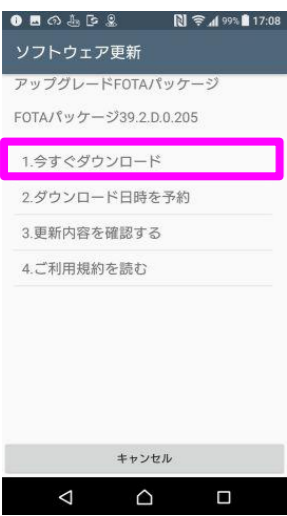 99% 17:08
ソフトウェア更新
アップグレードFOTAパッケージ
FOTAパッケージ39.2.D.0.205
1.今すぐダウンロード
2.ダウンロード日時を予約
3.更新内容を確認する
4.ご利用規約を読む
キャンセル